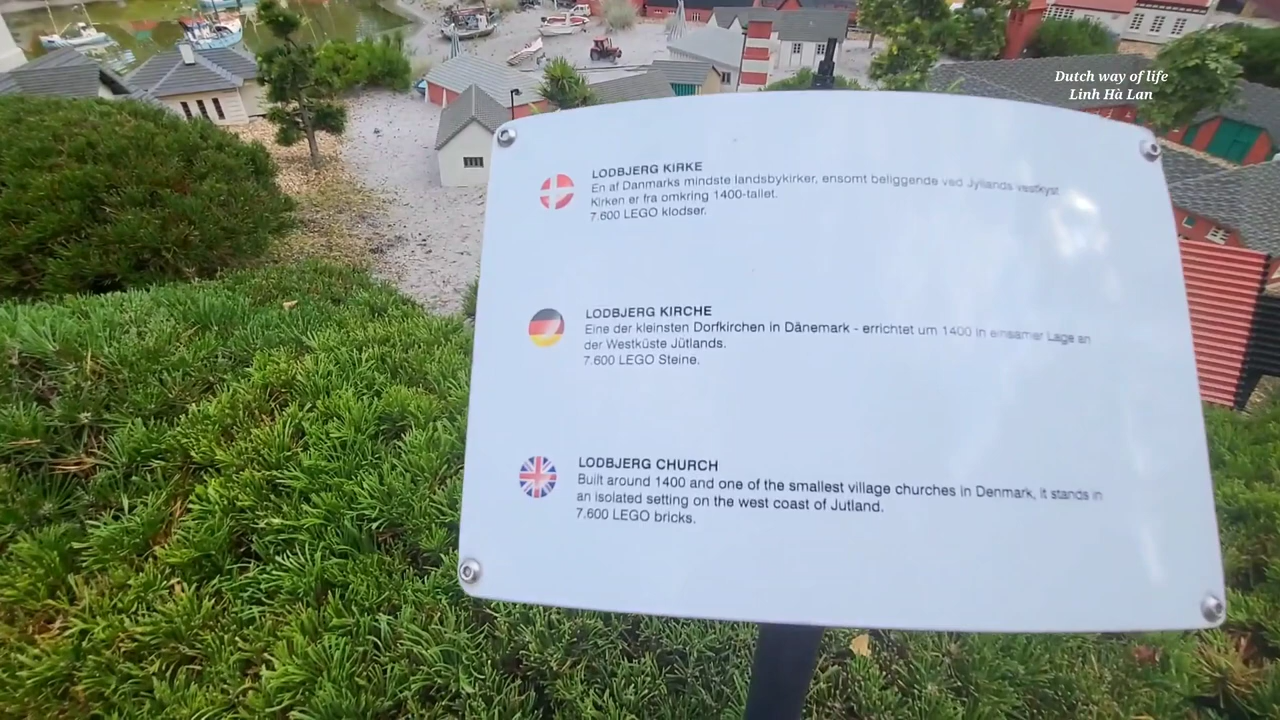 Dutch way of life
Linh Hà Lan
LODBJERG KIRKE
En af Danmarks mindste landsbykirker, ensomt beliggende ved Jyllands vestkyst
Kirken er fra omkring 1400-tallet.
7.600 LEGO klodser.
LODBJERG KIRCHE
Eine der kleinsten Dorfkirchen in Dänemark - errichtet um 1400 in einsamer Lage an
der Westküste Jütlands.
7.600 LEGO Steine.
LODBJERG CHURCH
Built around 1400 and one of the smallest village churches in Denmark, it stands in
an isolated setting on the west coast of Jutland.
7.600 LEGO bricks.